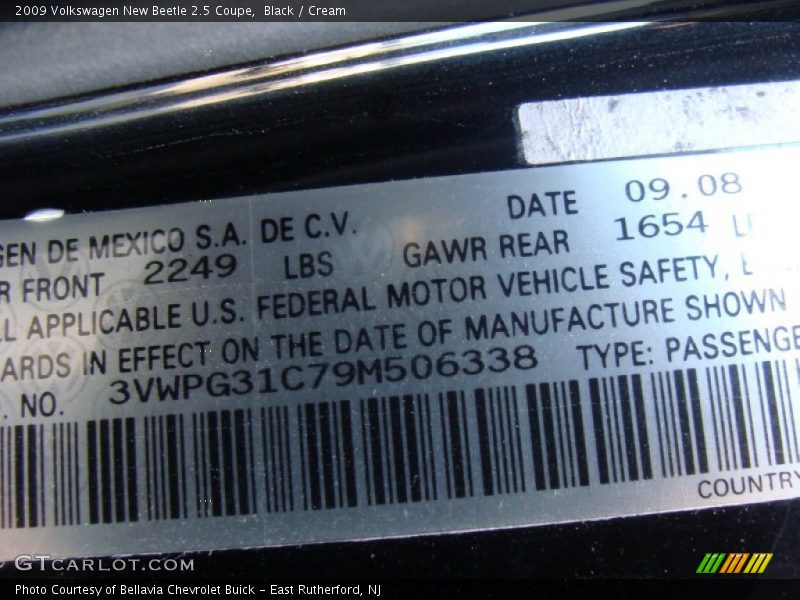 2009 Volkswagen New Beetle 2.5 Coupe, Black / Cream
DATE 09.08
GEN DE MEXICO S.A. DE C.V.
R FRONT 2249 LBS GAWR REAR 1654 L
LL APPLICABLE U.S. FEDERAL MOTOR VEHICLE SAFETY,
ARDS IN EFFECT ON THE DATE OF MANUFACTURE SHOWN
. NO. 3VWPG31C79M506338 TYPE: PASSENGE
COUNTRY
GTCARLOT.COM
Photo Courtesy of Bellavia Chevrolet Buick - East Rutherford, NJ